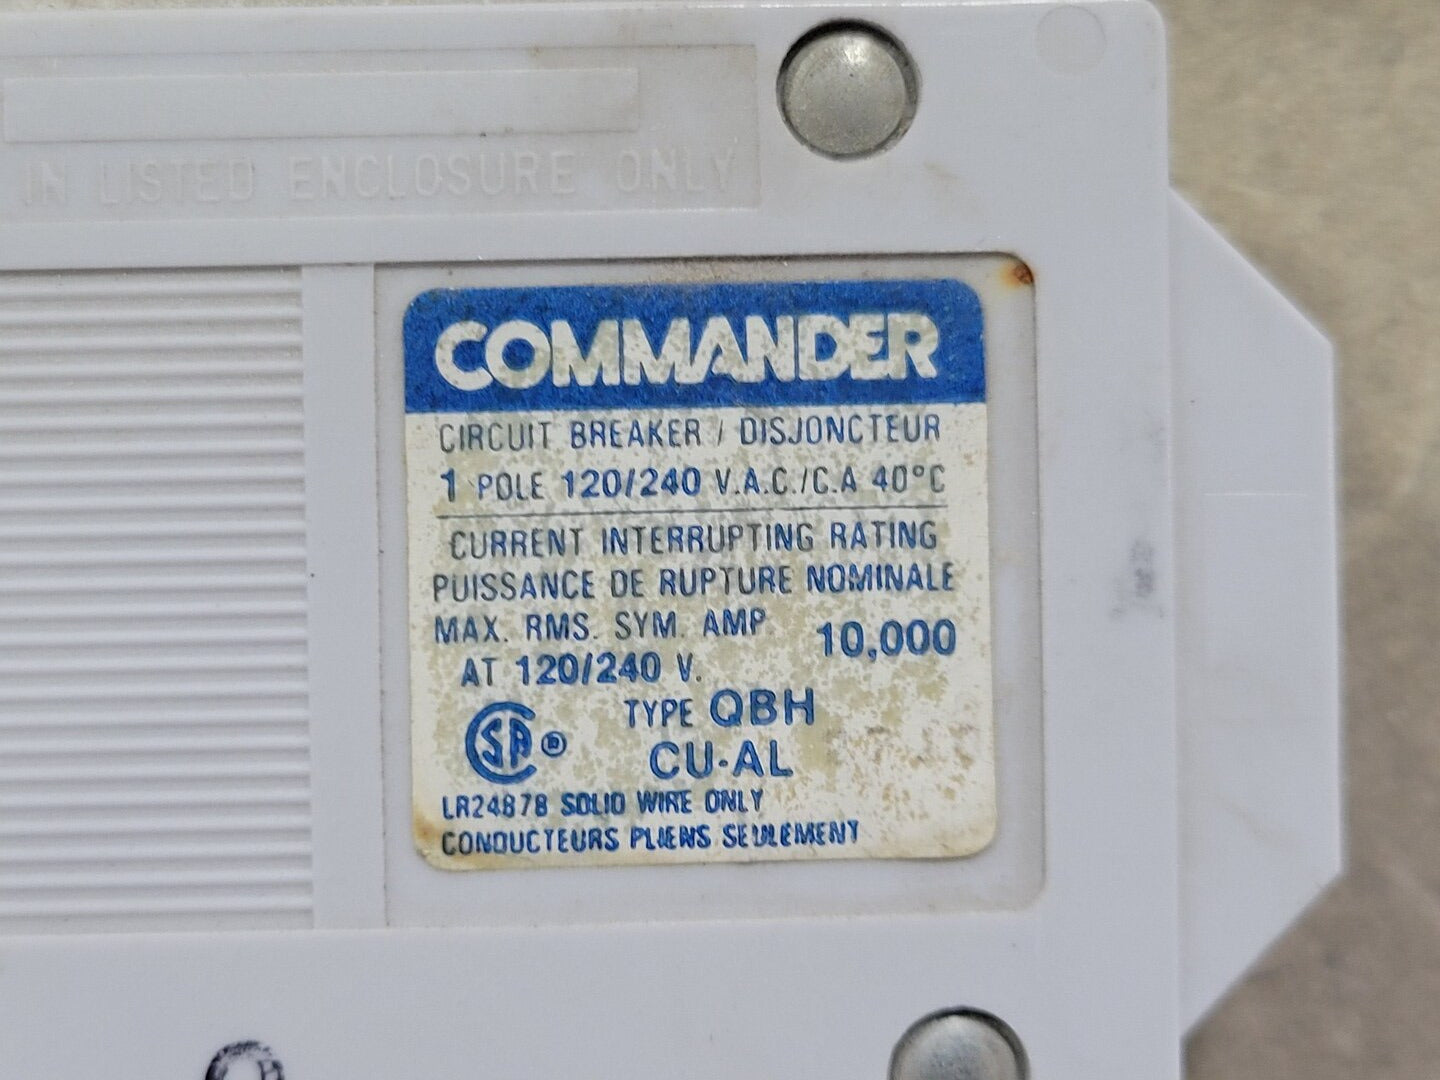 IN LISTED ENCLOSURE ONLY
COMMANDER
CIRCUIT BREAKER / DISJONCTEUR
1 POLE 120/240 V.A.C./C.A 40°C
CURRENT INTERRUPTING RATING
PUISSANCE DE RUPTURE NOMINALE
MAX. RMS. SYM. AMP. 10,000
AT 120/240 V.
TYPE QBH
CSA ®
CU·AL
LR24878 SOLID WIRE ONLY
CONDUCTEURS PLIENS SEULEMENT